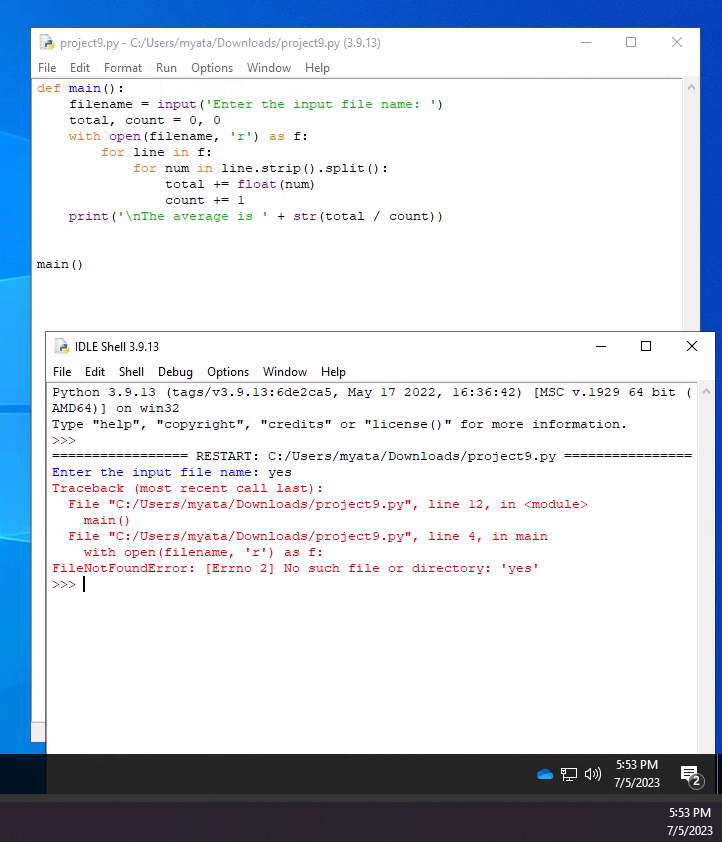 project9.py - C:/Users/myata/Downloads/project9.py (3.9.13)
File Edit Format Run Options Window Help
def main():
    filename = input('Enter the input file name: ')
    total, count = 0, 0
    with open(filename, 'r') as f:
        for line in f:
            for num in line.strip().split():
                total += float(num)
                count += 1
    print('\nThe average is ' + str(total / count))
main()
IDLE Shell 3.9.13
File Edit Shell Debug Options Window Help
Python 3.9.13 (tags/v3.9.13:6de2ca5, May 17 2022, 16:36:42) [MSC v.1929 64 bit (
AMD64)] on win32
Type "help", "copyright", "credits" or "license()" for more information.
>>>
================= RESTART: C:/Users/myata/Downloads/project9.py ================
Enter the input file name: yes
Traceback (most recent call last):
  File "C:/Users/myata/Downloads/project9.py", line 12, in <module>
    main()
  File "C:/Users/myata/Downloads/project9.py", line 4, in main
    with open(filename, 'r') as f:
FileNotFoundError: [Errno 2] No such file or directory: 'yes'
>>>
5:53 PM
7/5/2023
2
5:53 PM
7/5/2023